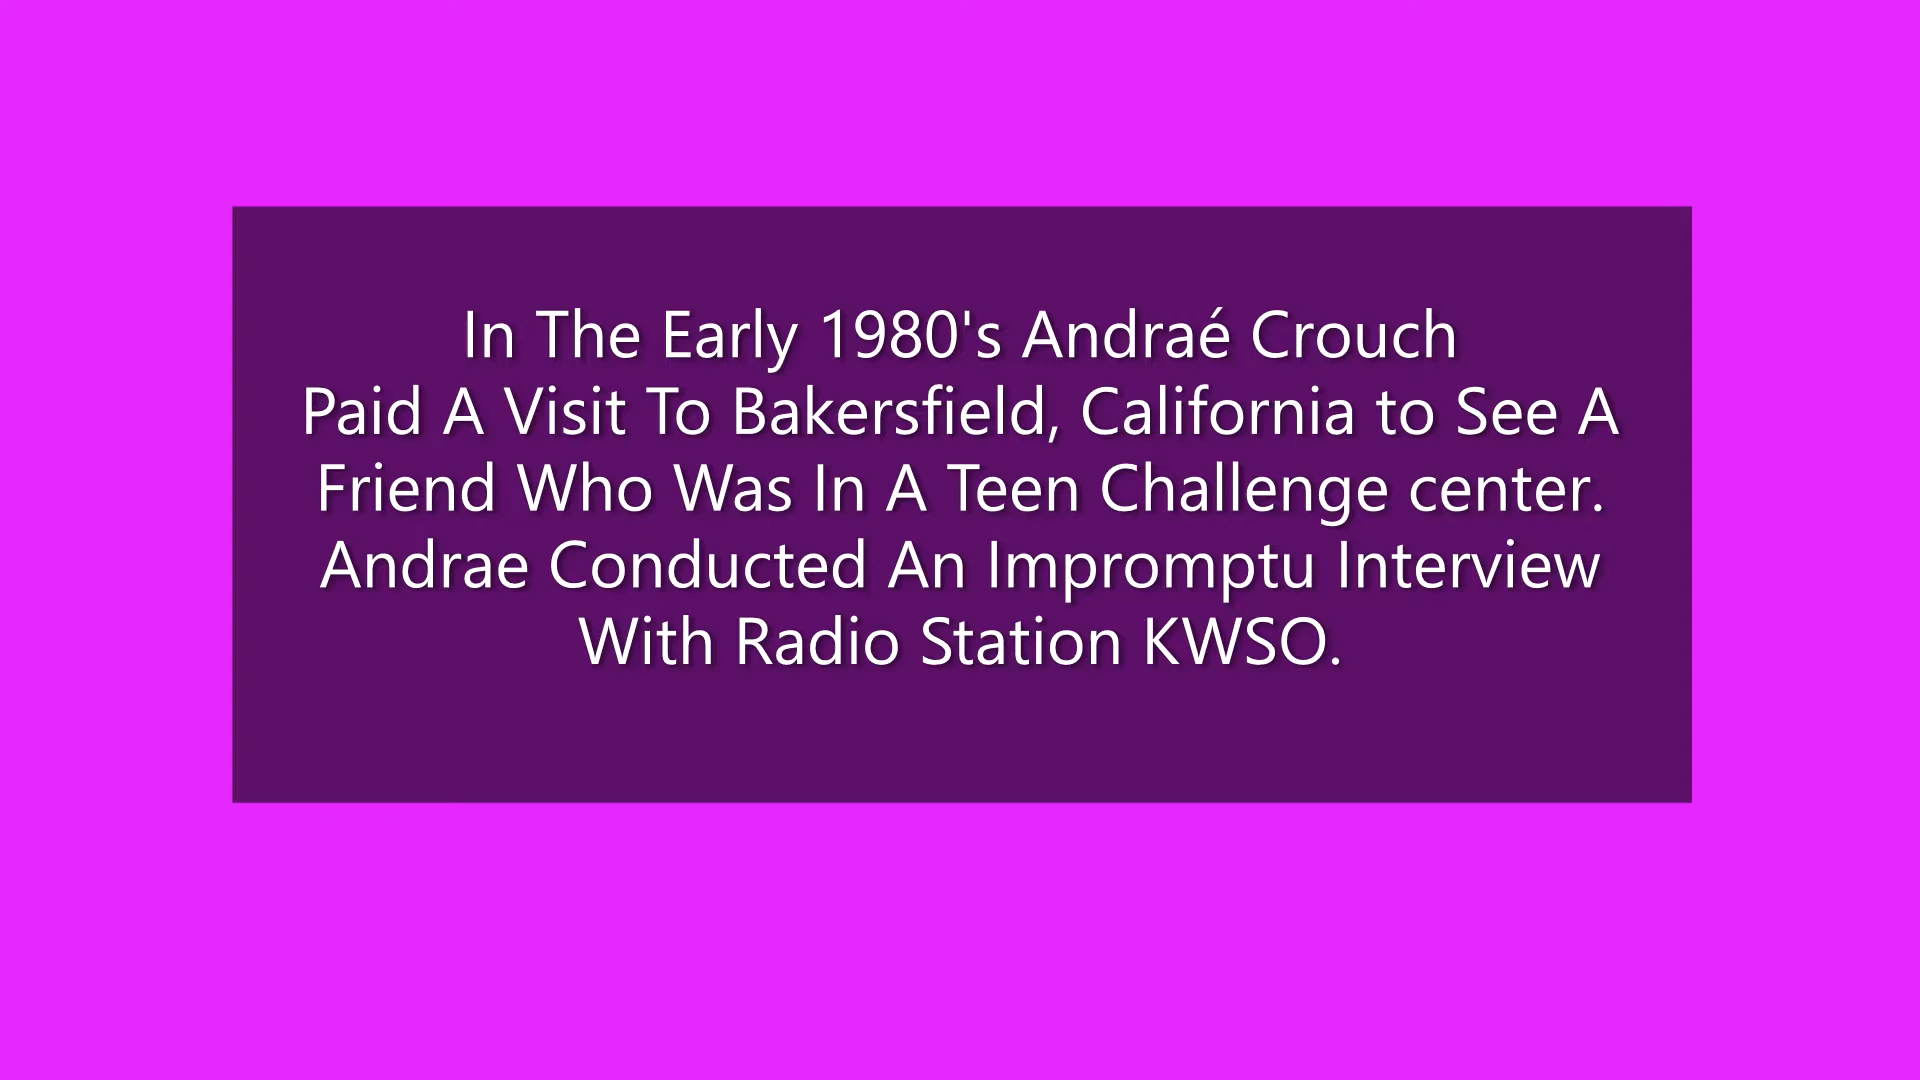 In The Early 1980's Andraé Crouch
Paid A Visit To Bakersfield, California to See A
Friend Who Was In A Teen Challenge center.
Andrae Conducted An Impromptu Interview
With Radio Station KWSO.